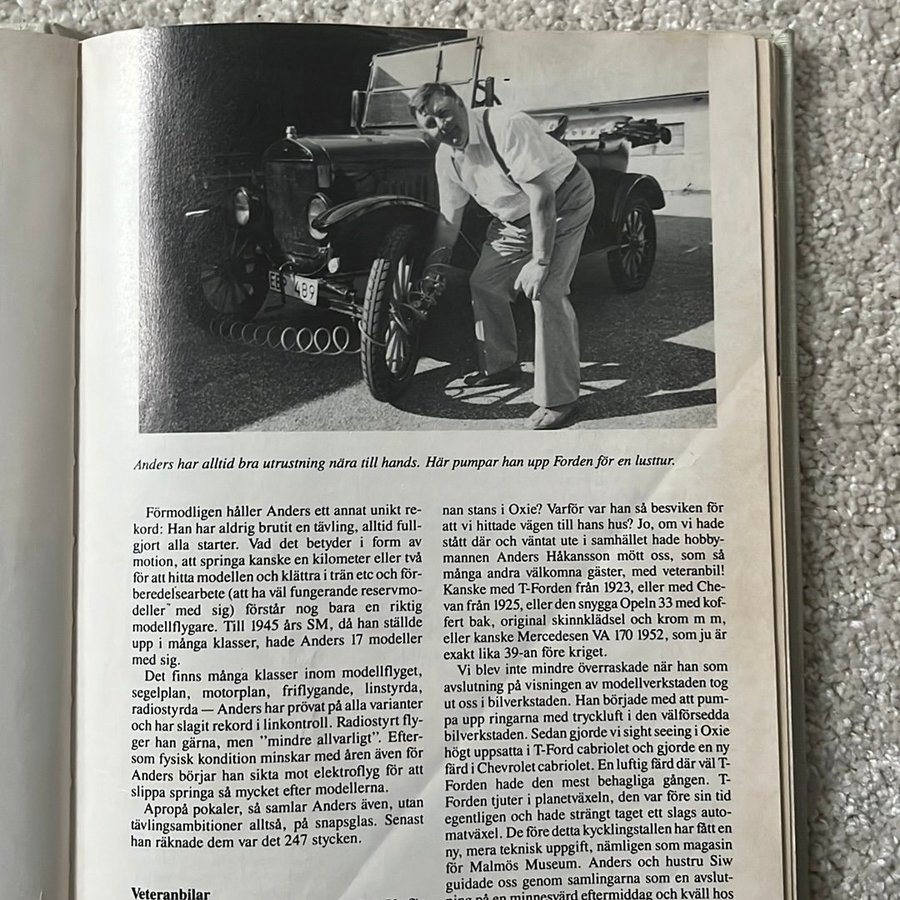 EB 489
Anders har alltid bra utrustning nära till hands. Här pumpar han upp Forden för en lusttur.
Förmodligen håller Anders ett annat unikt re-
kord: Han har aldrig brutit en tävling, alltid full-
gjort alla starter. Vad det betyder i form av
motion, att springa kanske en kilometer eller två
för att hitta modellen och klättra i trän etc och för-
beredelsearbete (att ha väl fungerande reservmo-
deller med sig) förstår nog bara en riktig
modellflygare. Till 1945 års SM, då han ställde
upp i många klasser, hade Anders 17 modeller
med sig.
Det finns många klasser inom modellflyget,
segelplan, motorplan, friflygande, linstyrda,
radiostyrda — Anders har prövat på alla varianter
och har slagit rekord i linkontroll. Radiostyrt fly-
ger han gärna, men ”mindre allvarligt”. Efter-
som fysisk kondition minskar med åren även för
Anders börjar han sikta mot elektroflyg för att
slippa springa så mycket efter modellerna.
Apropå pokaler, så samlar Anders även, utan
tävlingsambitioner alltså, på snapsglas. Senast
han räknade dem var det 247 stycken.
Veteranbilar
nan stans i Oxie? Varför var han så besviken för
att vi hittade vägen till hans hus? Jo, om vi hade
stått där och väntat ute i samhället hade hobby-
mannen Anders Håkansson mött oss, som så
många andra välkomna gäster, med veteranbil!
Kanske med T-Forden från 1923, eller med Che-
van från 1925, eller den snygga Opeln 33 med kof-
fert bak, original skinnklädsel och krom m m,
eller kanske Mercedesen VA 170 1952, som ju är
exakt lika 39-an före kriget.
Vi blev inte mindre överraskade när han som
avslutning på visningen av modellverkstaden tog
ut oss i bilverkstaden. Han började med att pum-
pa upp ringarna med tryckluft i den välförsedda
bilverkstaden. Sedan gjorde vi sight seeing i Oxie
högt uppsatta i T-Ford cabriolet och gjorde en ny
färd i Chevrolet cabriolet. En luftig färd där väl T-
Forden hade den mest behagliga gången. T-
Forden tjuter i planetväxeln, den var före sin tid
egentligen och hade strängt taget ett slags auto-
matväxel. De före detta kycklingstallen har fått en
ny, mera teknisk uppgift, nämligen som magasin
för Malmös Museum. Anders och hustru Siw
guidade oss genom samlingarna som en avslut-
ning på en minnesvärd eftermiddag och kväll hos